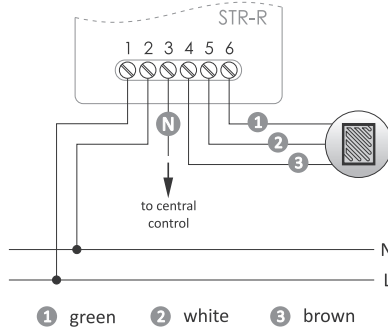 STR-R
1 2 3 4 5 6
N
1
2
3
to central
control
N
L
1 green 2 white 3 brown